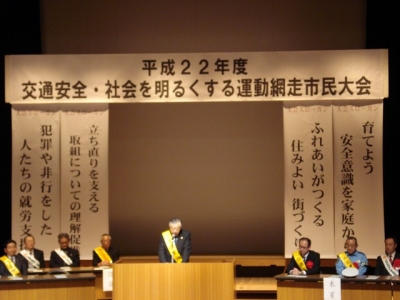 平成２２年度
交通安全・社会を明るくする運動網走市民大会
育てよう
安全意識を家庭か
ふれあいがつくる
住みよい 街づくり
立ち直りを支える
取組についての理解促
犯罪や非行をした
人たちの就労支